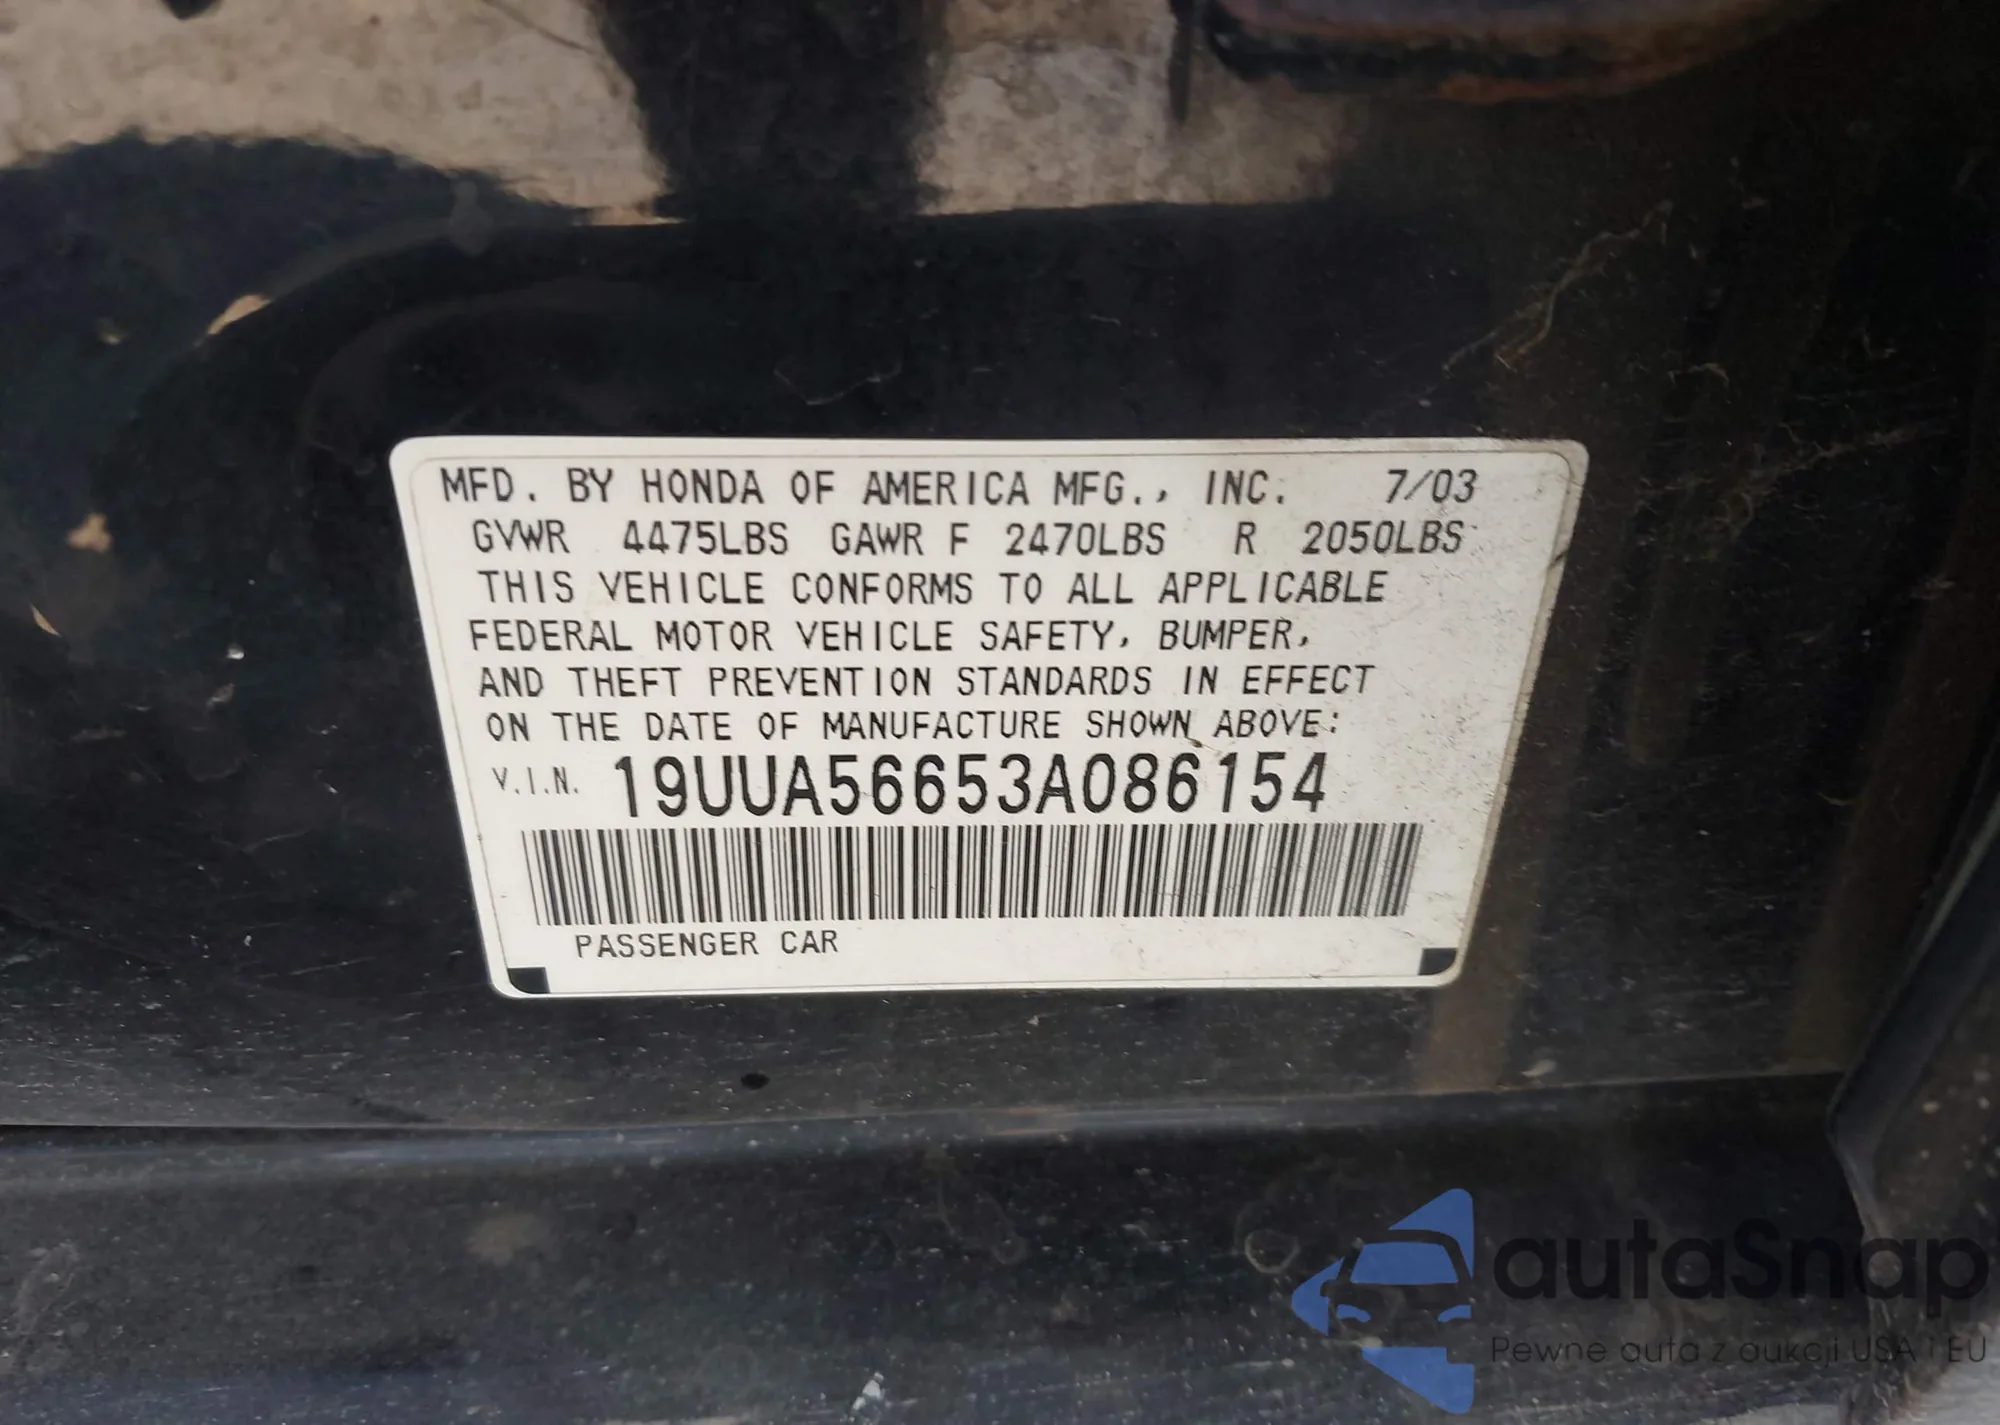 MFD. BY HONDA OF AMERICA MFG., INC. 7/03
GVWR 4475LBS GAWR F 2470LBS R 2050LBS
THIS VEHICLE CONFORMS TO ALL APPLICABLE
FEDERAL MOTOR VEHICLE SAFETY, BUMPER,
AND THEFT PREVENTION STANDARDS IN EFFECT
ON THE DATE OF MANUFACTURE SHOWN ABOVE:
V.I.N. 19UUA56653A086154
PASSENGER CAR
autaSnap
Pewne auta z aukcji USA i EU